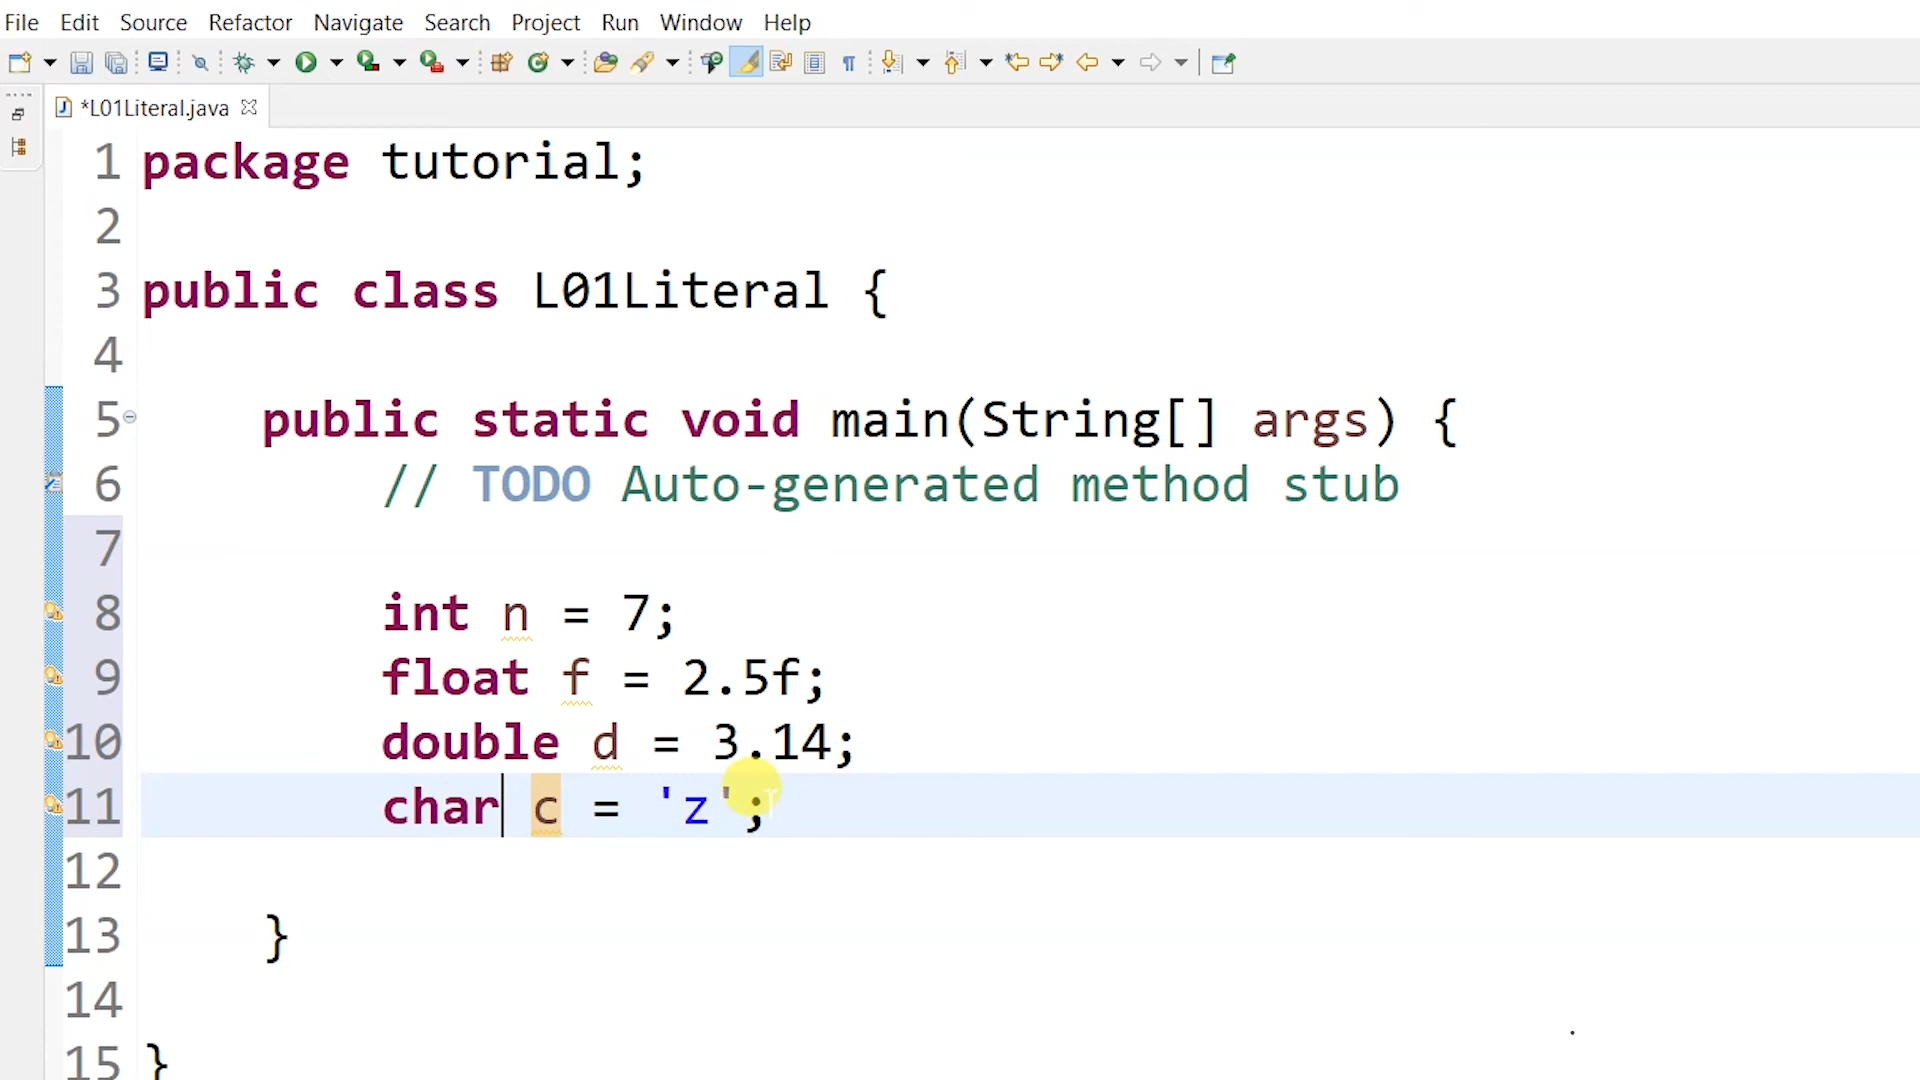 File Edit Source Refactor Navigate Search Project Run Window Help
*L01Literal.java
1 package tutorial;
2
3 public class L01Literal {
4
5 public static void main(String[] args) {
6 // TODO Auto-generated method stub
7
8 int n = 7;
9 float f = 2.5f;
10 double d = 3.14;
11 char c = 'z';
12
13 }
14
15 }